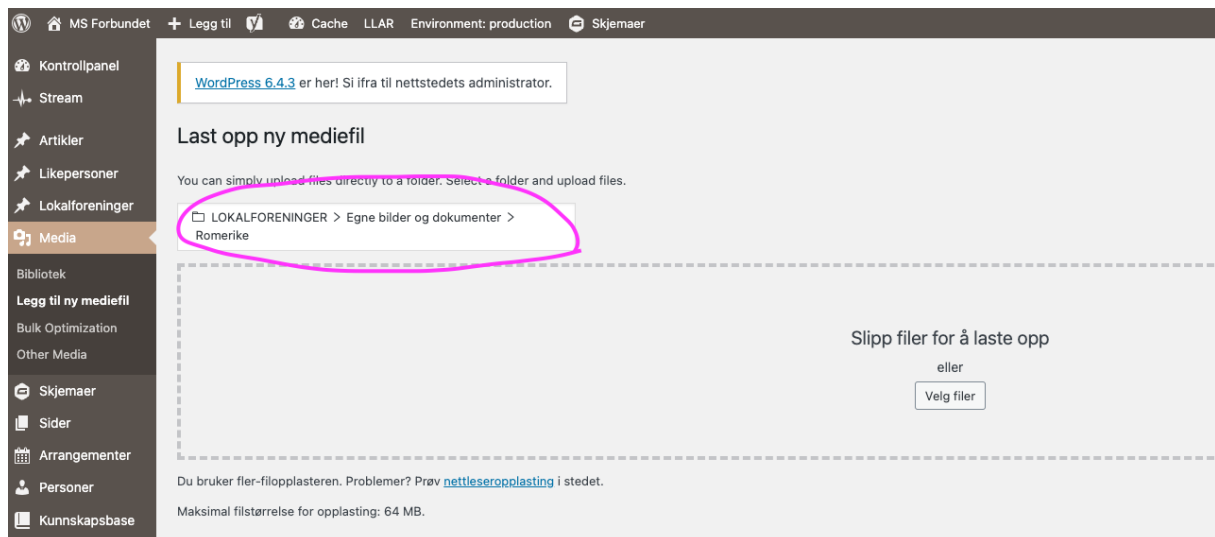 MS Forbundet
Legg til
Cache
LLAR
Environment: production
Skjemaer
Kontrollpanel
Stream
Artikler
Likepersoner
Lokalforeninger
Media
Bibliotek
Legg til ny mediefil
Bulk Optimization
Other Media
Skjemaer
Sider
Arrangementer
Personer
Kunnskapsbase
WordPress 6.4.3 er her! Si ifra til nettstedets administrator.
Last opp ny mediefil
You can simply upload files directly to a folder. Select a folder and upload files.
LOKALFORENINGER > Egne bilder og dokumenter >
Romerike
Slipp filer for å laste opp
eller
Velg filer
Du bruker fler-filopplasteren. Problemer? Prøv nettleseropplasting i stedet.
Maksimal filstørrelse for opplasting: 64 MB.